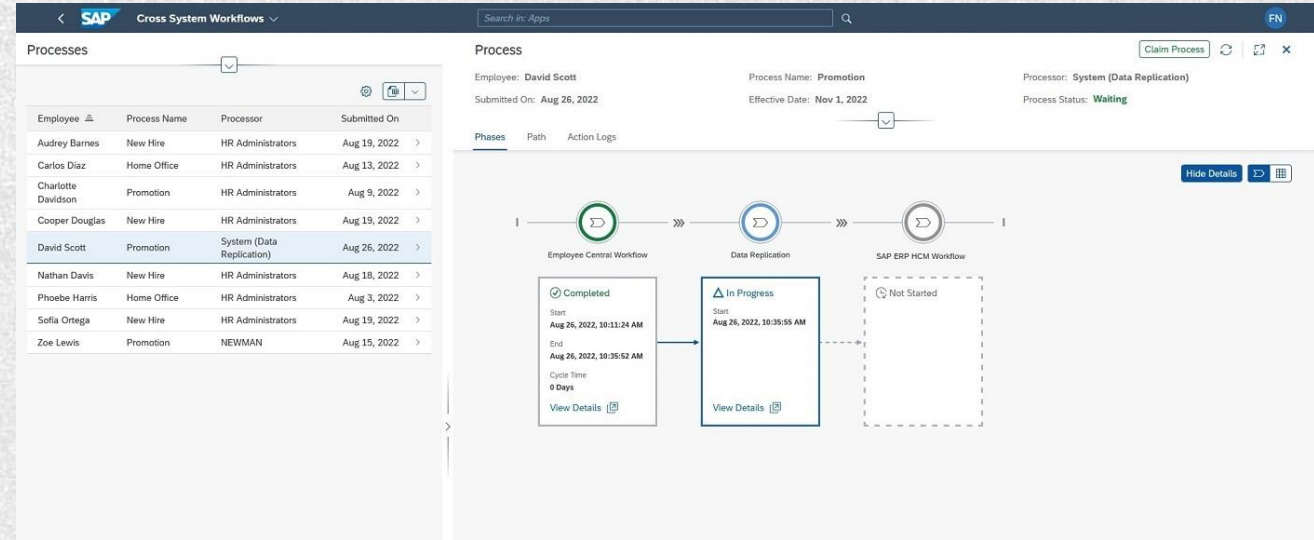 SAP Cross System Workflows
Search in: Apps
FN
Processes
Employee Process Name Processor Submitted On
Audrey Barnes New Hire HR Administrators Aug 19, 2022
Carlos Díaz Home Office HR Administrators Aug 13, 2022
Charlotte
Davidson Promotion HR Administrators Aug 9, 2022
Cooper Douglas New Hire HR Administrators Aug 19, 2022
David Scott Promotion System (Data
Replication) Aug 26, 2022
Nathan Davis New Hire HR Administrators Aug 18, 2022
Phoebe Harris Home Office HR Administrators Aug 3, 2022
Sofía Ortega New Hire HR Administrators Aug 19, 2022
Zoe Lewis Promotion NEWMAN Aug 15, 2022
Process
Claim Process
Employee: David Scott Process Name: Promotion Processor: System (Data Replication)
Submitted On: Aug 26, 2022 Effective Date: Nov 1, 2022 Process Status: Waiting
Phases Path Action Logs
Hide Details
Employee Central Workflow Data Replication SAP ERP HCM Workflow
Completed
Start
Aug 26, 2022, 10:11:24 AM
End
Aug 26, 2022, 10:35:52 AM
Cycle Time
0 Days
View Details
In Progress
Start
Aug 26, 2022, 10:35:55 AM
View Details
Not Started